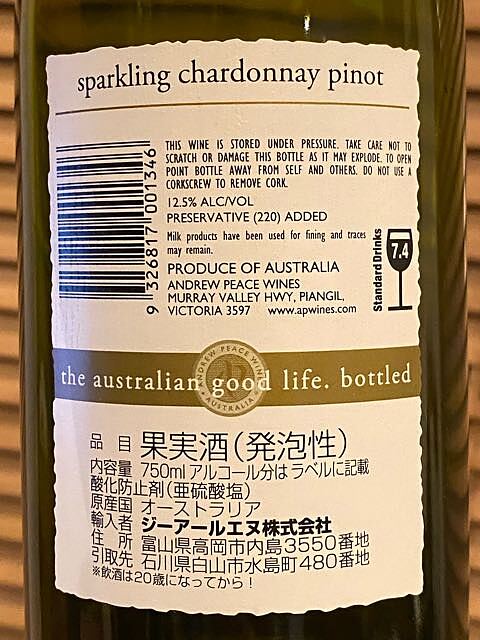 sparkling chardonnay pinot
THIS WINE IS STORED UNDER PRESSURE. TAKE CARE NOT TO
SCRATCH OR DAMAGE THIS BOTTLE AS IT MAY EXPLODE. TO OPEN
POINT BOTTLE AWAY FROM SELF AND OTHERS. DO NOT USE A
CORKSCREW TO REMOVE CORK.
12.5% ALC/VOL
PRESERVATIVE (220) ADDED
Milk products have been used for fining and traces
may remain.
PRODUCE OF AUSTRALIA
ANDREW PEACE WINES
MURRAY VALLEY HWY, PIANGIL,
VICTORIA 3597 www.apwines.com
9 326817 001346
Standard Drinks
7.4
ANDREW PEACE WINES
AUSTRALIA
the australian good life. bottled
品目 果実酒(発泡性)
内容量 750ml アルコール分はラベルに記載
酸化防止剤(亜硫酸塩)
原産国 オーストラリア
輸入者 ジーアールエヌ株式会社
住所 富山県高岡市内島3550番地
引取先 石川県白山市水島町480番地
※飲酒は20歳になってから!